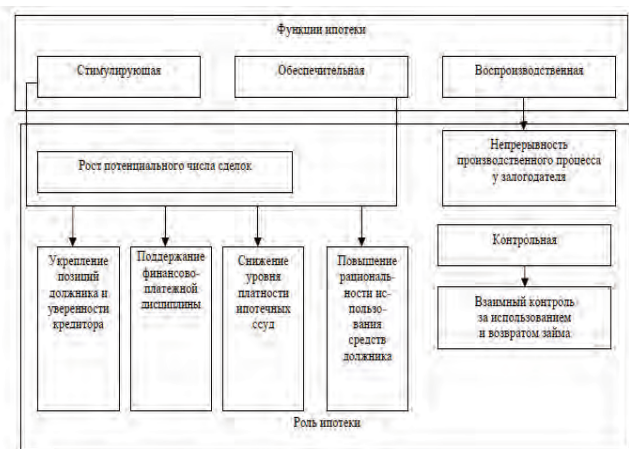 Функции ипотеки
Стимулирующая
Обеспечительная
Воспроизводственная
Рост потенциального числа сделок
Непрерывность
производственного процесса
у залогодателя
Укрепление
позиций
должника и
уверенности
кредитора
Поддержание
финансово-
платежной
дисциплины
Снижение
уровня
платности
ипотечных
ссуд
Повышение
рациональ-
ности ис-
пользо-
вания
средств
должника
Контрольная
Взаимный контроль
за использованием
и возвратом займа
Роль ипотеки